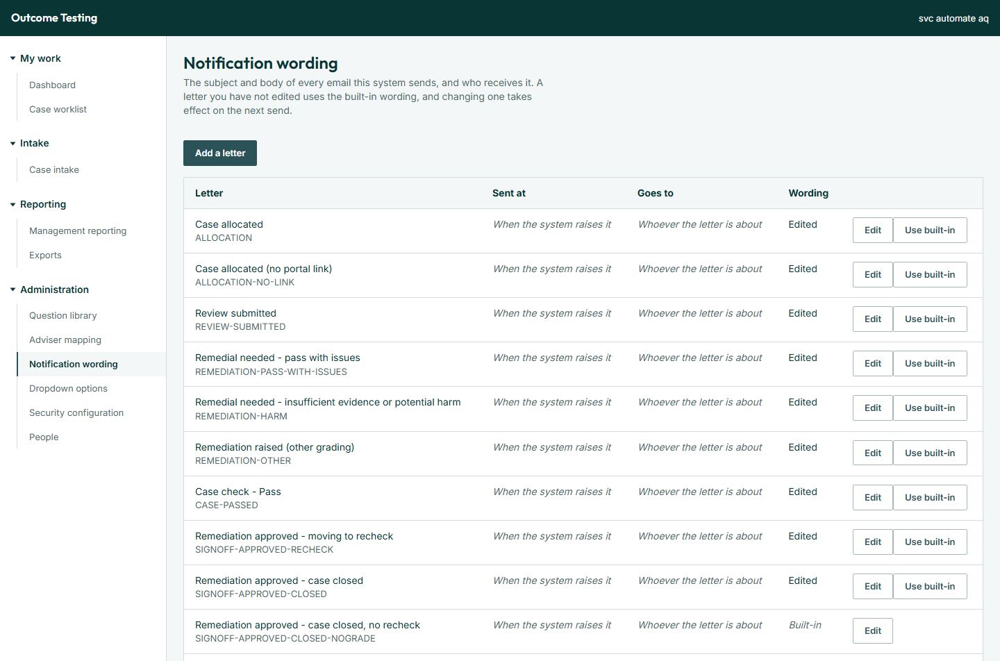 Outcome Testing
svc automate aq
My work
Dashboard
Case worklist
Intake
Case intake
Reporting
Management reporting
Exports
Administration
Question library
Adviser mapping
Notification wording
Dropdown options
Security configuration
People
Notification wording
The subject and body of every email this system sends, and who receives it. A
letter you have not edited uses the built-in wording, and changing one takes
effect on the next send.
Add a letter
Letter Sent at Goes to Wording
Case allocated When the system raises it Whoever the letter is about Edited Edit Use built-in
ALLOCATION
Case allocated (no portal link) When the system raises it Whoever the letter is about Edited Edit Use built-in
ALLOCATION-NO-LINK
Review submitted When the system raises it Whoever the letter is about Edited Edit Use built-in
REVIEW-SUBMITTED
Remedial needed - pass with issues When the system raises it Whoever the letter is about Edited Edit Use built-in
REMEDIATION-PASS-WITH-ISSUES
Remedial needed - insufficient evidence or potential harm When the system raises it Whoever the letter is about Edited Edit Use built-in
REMEDIATION-HARM
Remediation raised (other grading) When the system raises it Whoever the letter is about Edited Edit Use built-in
REMEDIATION-OTHER
Case check - Pass When the system raises it Whoever the letter is about Edited Edit Use built-in
CASE-PASSED
Remediation approved - moving to recheck When the system raises it Whoever the letter is about Edited Edit Use built-in
SIGNOFF-APPROVED-RECHECK
Remediation approved - case closed When the system raises it Whoever the letter is about Edited Edit Use built-in
SIGNOFF-APPROVED-CLOSED
Remediation approved - case closed, no recheck When the system raises it Whoever the letter is about Built-in Edit
SIGNOFF-APPROVED-CLOSED-NOGRADE